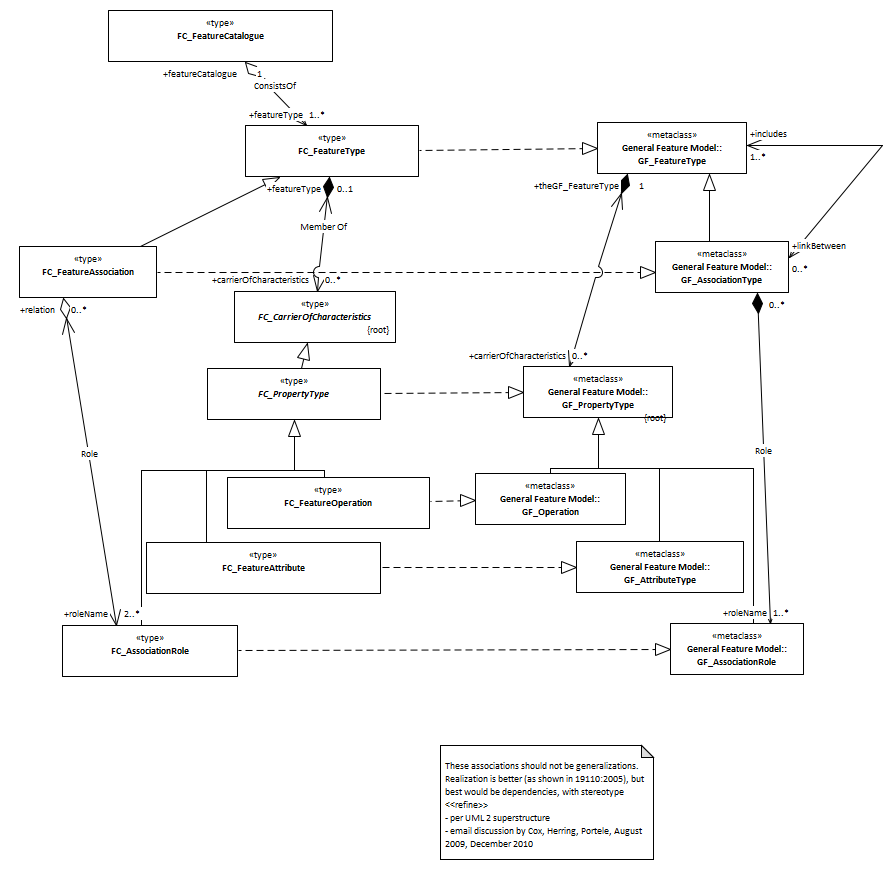 «type»
FC_FeatureCatalogue
+featureCatalogue 1
ConsistsOf
+featureType 1..*
«type»
FC_FeatureType
«metaclass»
General Feature Model::
GF_FeatureType
+includes
1..*
+featureType 0..1
+theGF_FeatureType 1
Member Of
«type»
FC_FeatureAssociation
«metaclass»
General Feature Model::
GF_AssociationType
+linkBetween
0..*
+carrierOfCharacteristics 0..*
+relation 0..*
0..*
«type»
FC_CarrierOfCharacteristics
{root}
+carrierOfCharacteristics 0..*
«type»
FC_PropertyType
«metaclass»
General Feature Model::
GF_PropertyType
{root}
Role
Role
«type»
FC_FeatureOperation
«metaclass»
General Feature Model::
GF_Operation
«type»
FC_FeatureAttribute
«metaclass»
General Feature Model::
GF_AttributeType
+roleName 2..*
+roleName 1..*
«type»
FC_AssociationRole
«metaclass»
General Feature Model::
GF_AssociationRole
These associations should not be generalizations.
Realization is better (as shown in 19110:2005), but
best would be dependencies, with stereotype
<<refine>>
- per UML 2 superstructure
- email discussion by Cox, Herring, Portele, August
2009, December 2010